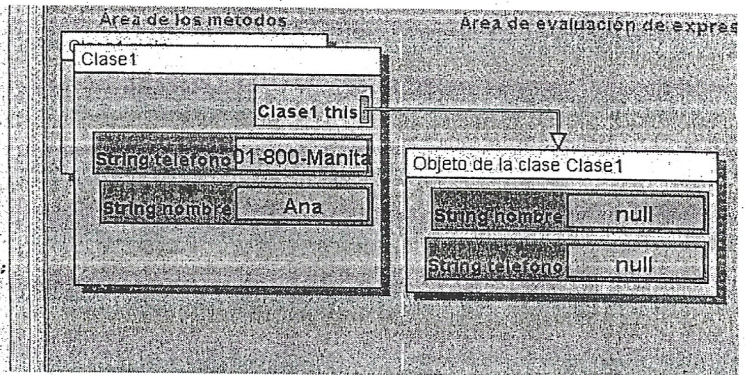 Área de los métodos
Área de evaluación de expres
Clase1
Clase1 this
String telefono 01-800-Manita
String nombre Ana
Objeto de la clase Clase1
String nombre null
String telefono null